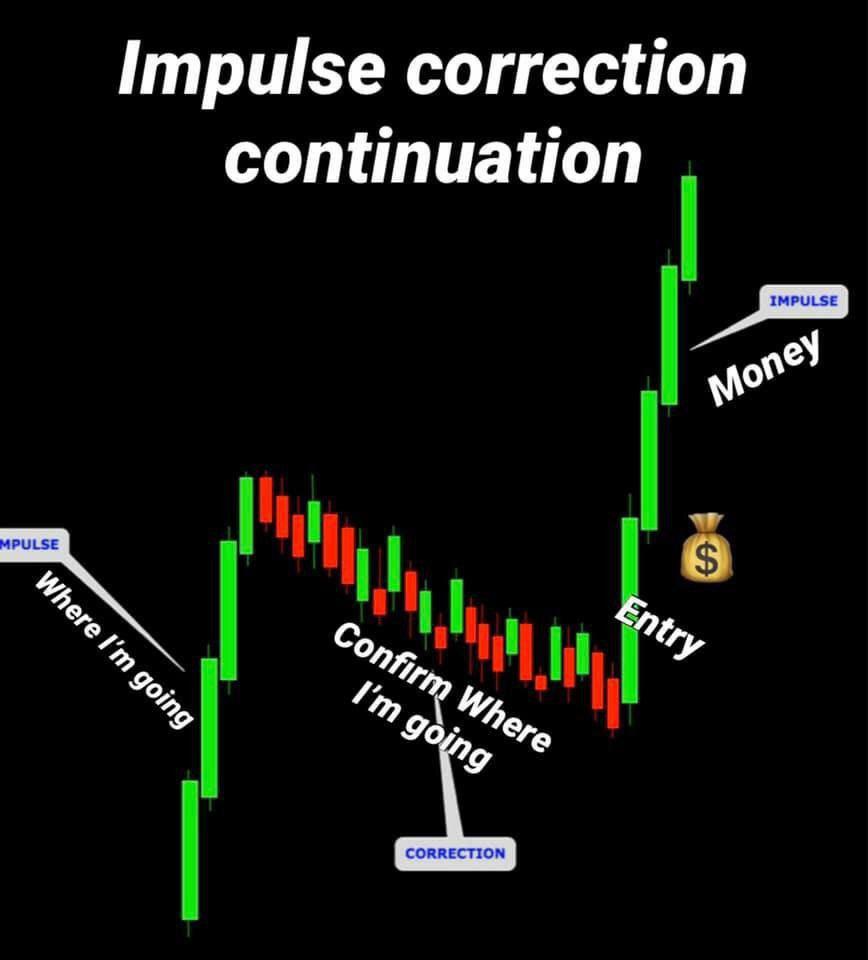 Impulse correction
continuation
IMPULSE
Money
MPULSE
Where I'm going
$
Entry
Confirm Where
I'm going
CORRECTION